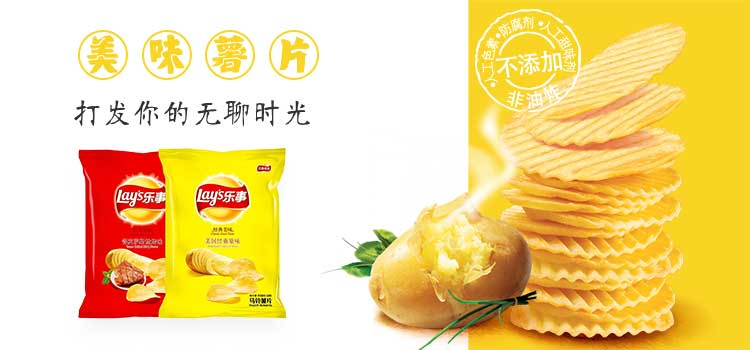 美味薯片
打发你的无聊时光
人工色素·防腐剂·人工甜味剂
不添加
非油炸
Lay's乐事
Lay's乐事
经典美味
美国经典原味
马铃薯片